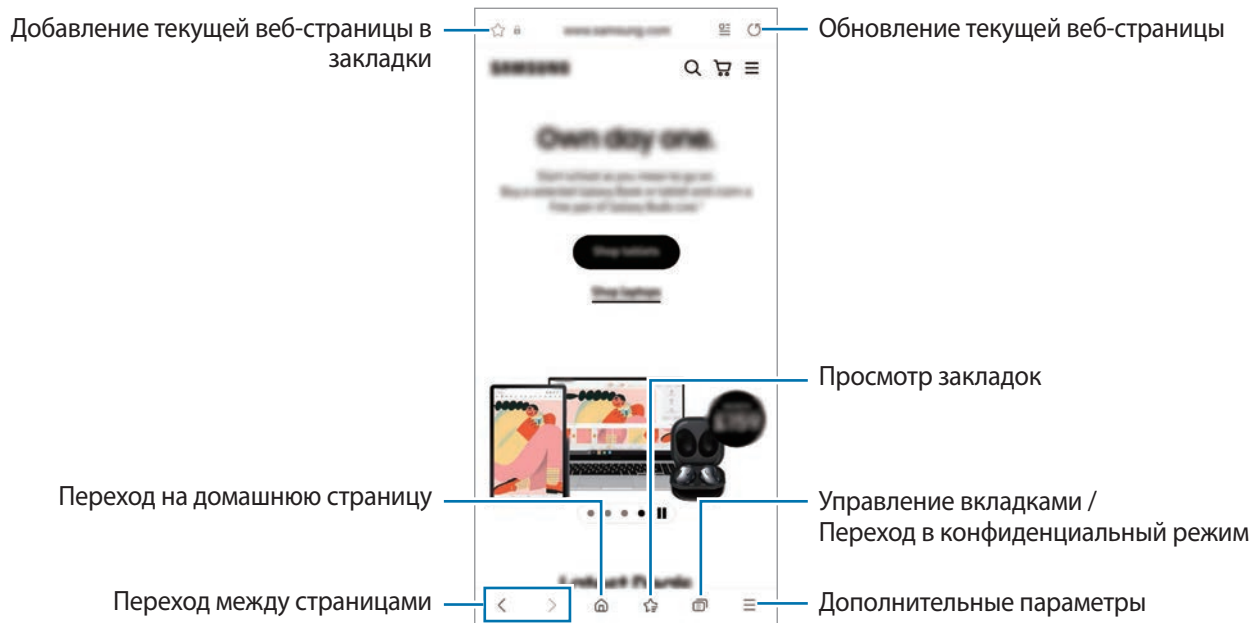 Добавление текущей веб-страницы в
закладки
www.samsung.com
Обновление текущей веб-страницы
SAMSUNG
Own day one.
Shop tablets
Shop laptops
Просмотр закладок
Переход на домашнюю страницу
Управление вкладками /
Переход в конфиденциальный режим
Переход между страницами
Дополнительные параметры